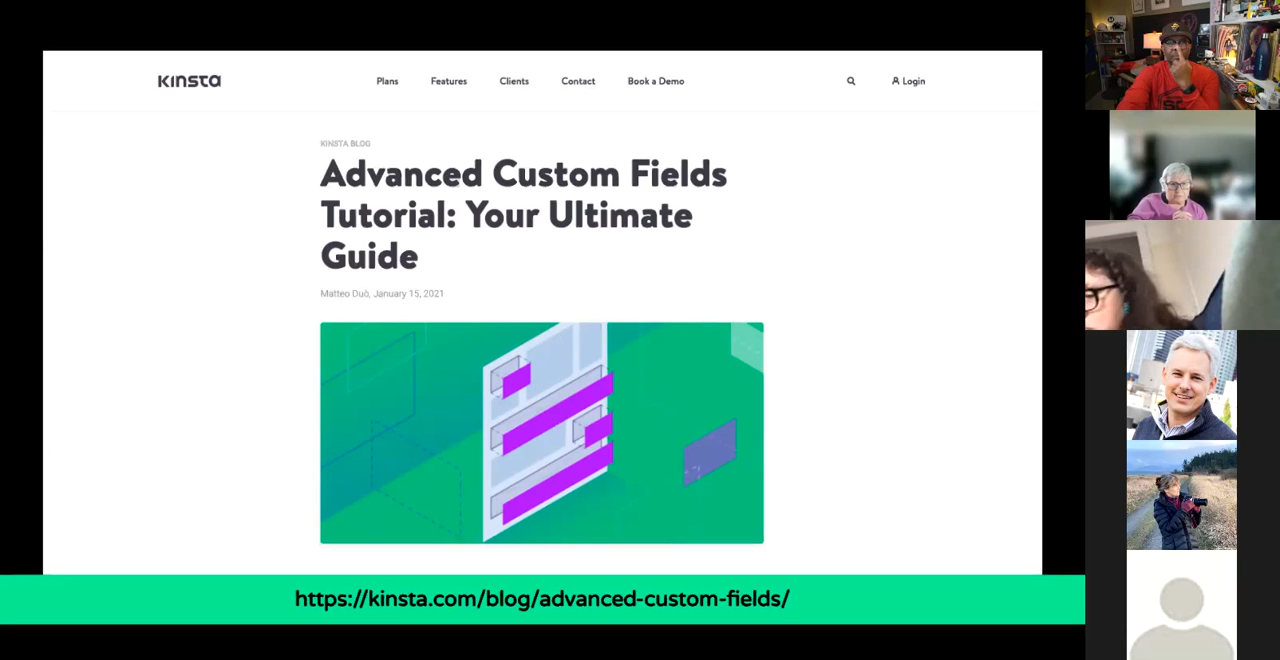 KINSTA
Plans
Features
Clients
Contact
Book a Demo
Login
KINSTA BLOG
Advanced Custom Fields
Tutorial: Your Ultimate
Guide
Matteo Duò, January 15, 2021
https://kinsta.com/blog/advanced-custom-fields/